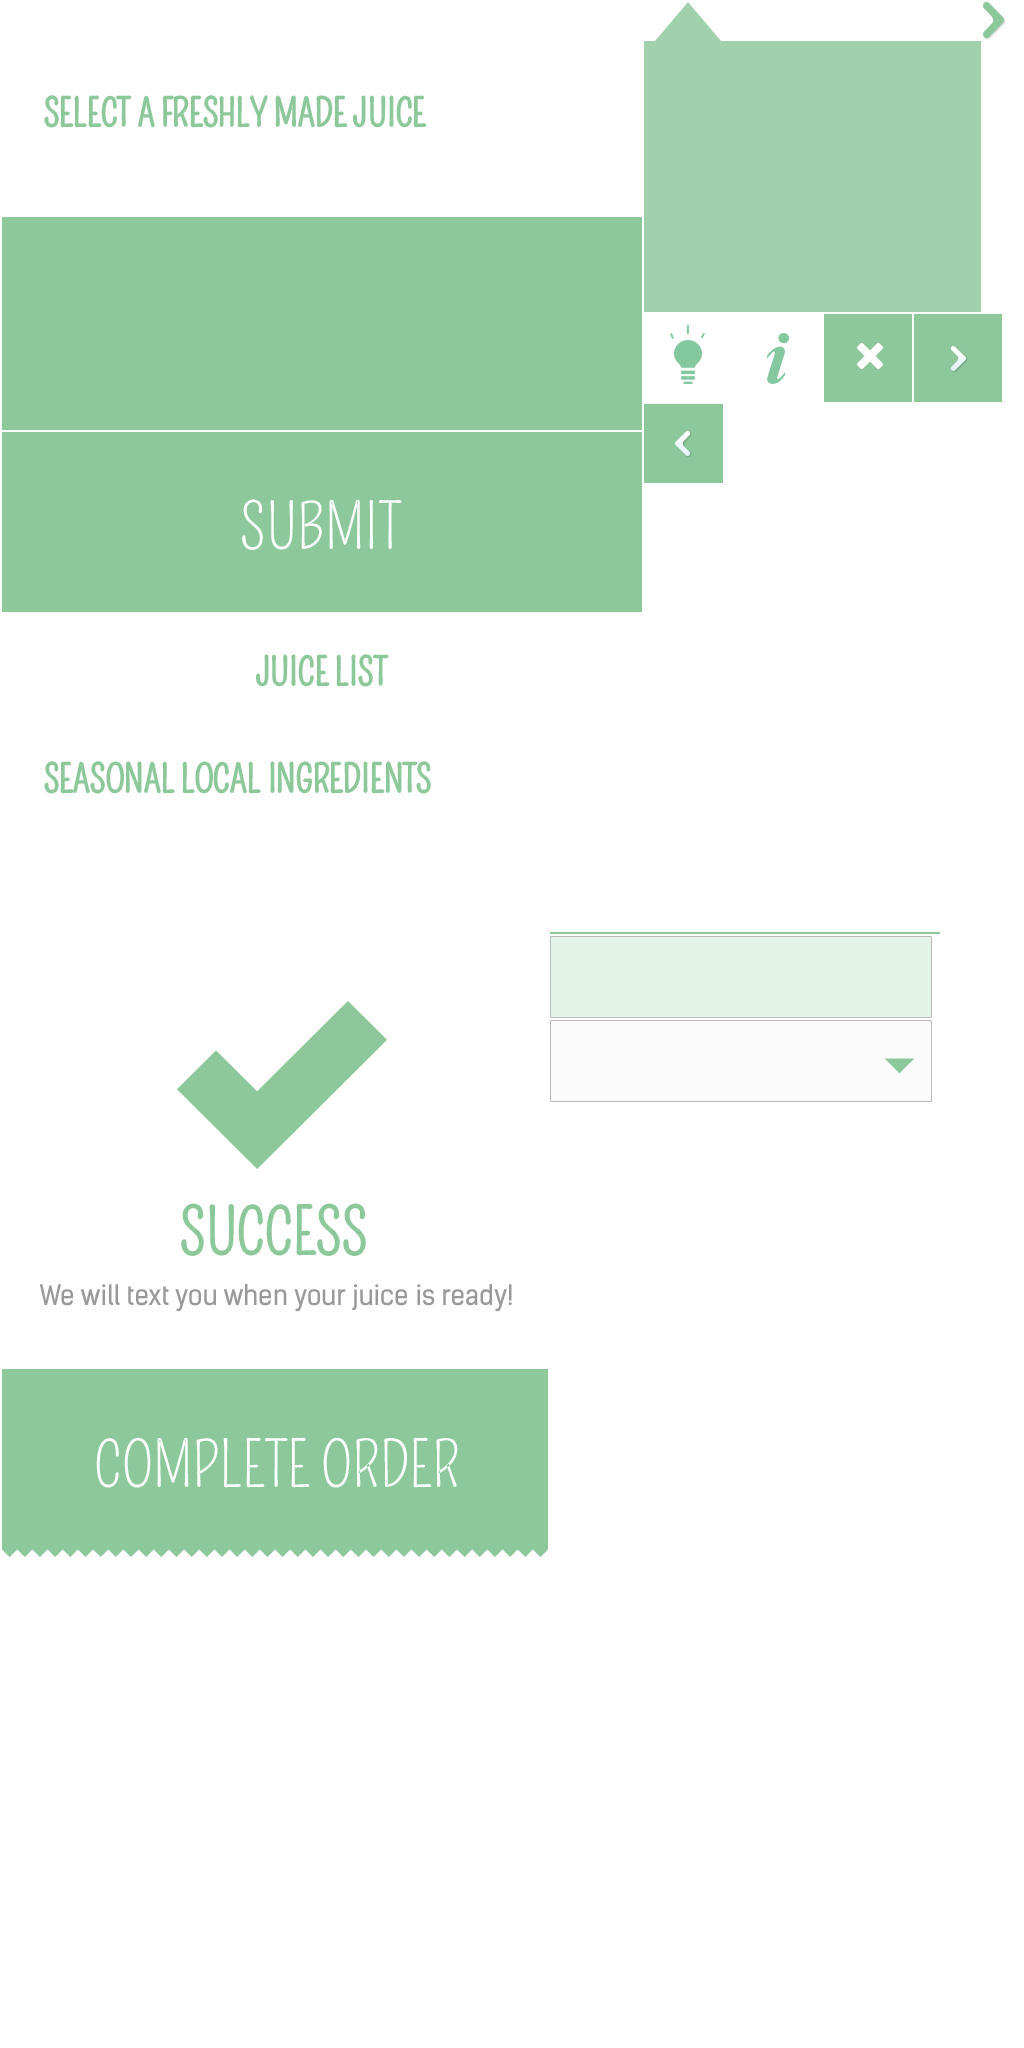 SELECT A FRESHLY MADE JUICE
SUBMIT
JUICE LIST
SEASONAL LOCAL INGREDIENTS
SUCCESS
We will text you when your juice is ready!
COMPLETE ORDER